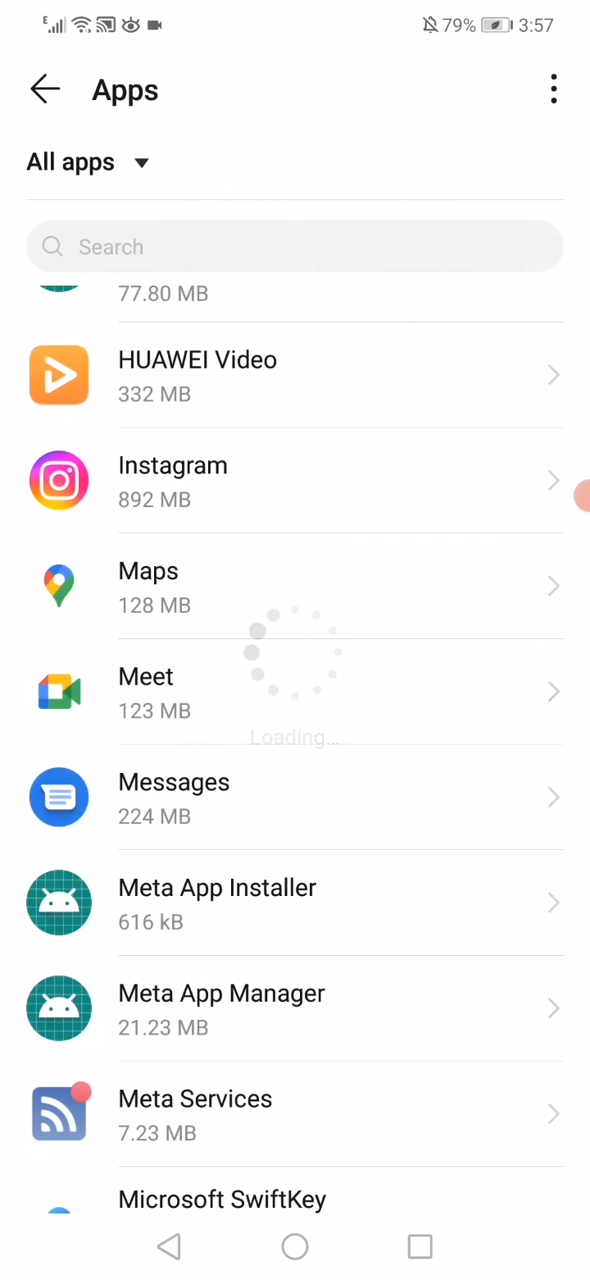 E 79% 3:57
Apps
All apps
Search
77.80 MB
HUAWEI Video
332 MB
Instagram
892 MB
Maps
128 MB
Meet
123 MB
Loading...
Messages
224 MB
Meta App Installer
616 kB
Meta App Manager
21.23 MB
Meta Services
7.23 MB
Microsoft SwiftKey